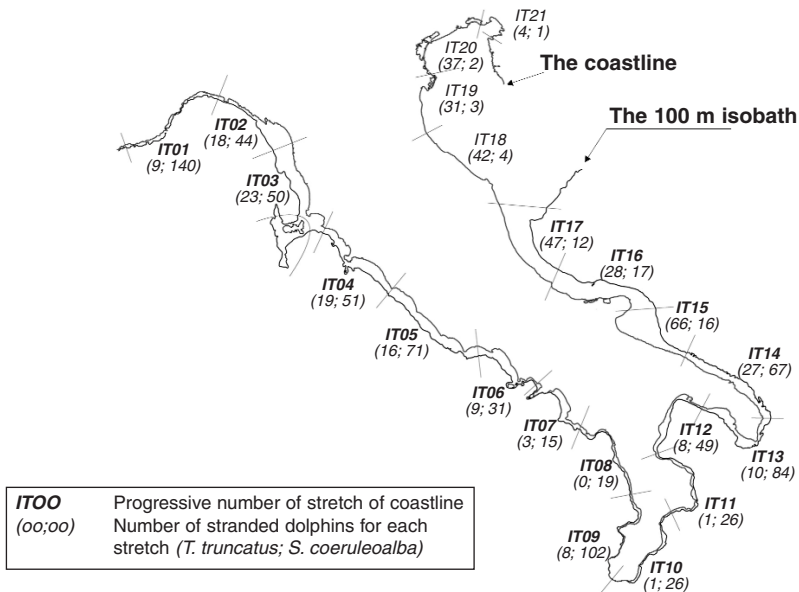 IT21
(4; 1)
IT20
(37; 2)
The coastline
IT19
(31; 3)
The 100 m isobath
IT02
(18; 44)
IT01
(9; 140)
IT18
(42; 4)
IT03
(23; 50)
IT17
(47; 12)
IT16
(28; 17)
IT04
(19; 51)
IT15
(66; 16)
IT05
(16; 71)
IT14
(27; 67)
IT06
(9; 31)
IT07
(3; 15)
IT12
(8; 49)
IT13
(10; 84)
IT08
(0; 19)
IT11
(1; 26)
IT09
(8; 102)
IT10
(1; 26)
ITOO Progressive number of stretch of coastline
(oo;oo) Number of stranded dolphins for each
stretch (T. truncatus; S. coeruleoalba)